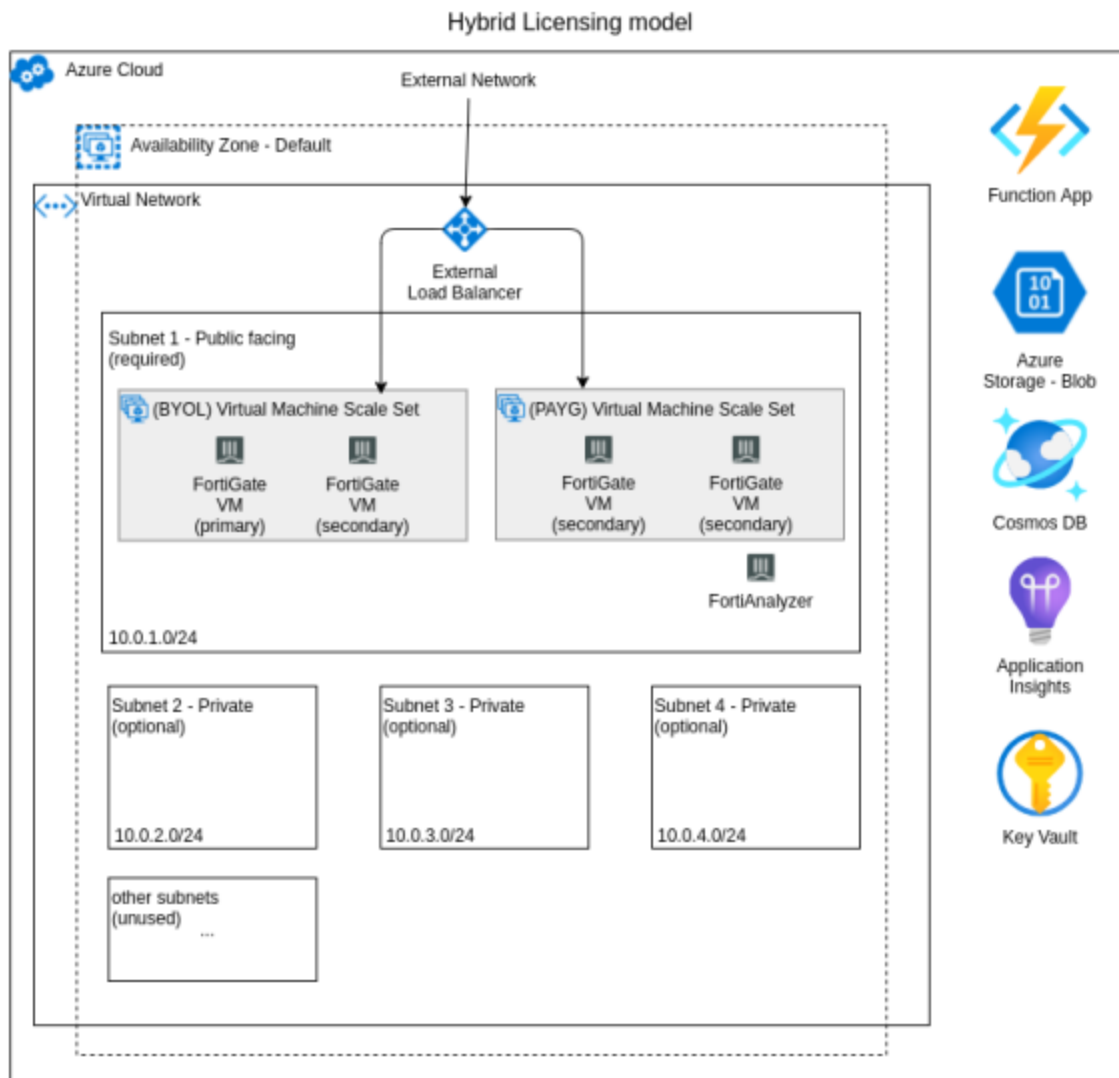 Hybrid Licensing model
Azure Cloud
External Network
Availability Zone - Default
Virtual Network
External
Load Balancer
Subnet 1 - Public facing
(required)
(BYOL) Virtual Machine Scale Set
FortiGate
VM
(primary)
FortiGate
VM
(secondary)
(PAYG) Virtual Machine Scale Set
FortiGate
VM
(secondary)
FortiGate
VM
(secondary)
FortiAnalyzer
10.0.1.0/24
Subnet 2 - Private
(optional)
10.0.2.0/24
Subnet 3 - Private
(optional)
10.0.3.0/24
Subnet 4 - Private
(optional)
10.0.4.0/24
other subnets
(unused)
...
Function App
10
01
Azure
Storage - Blob
Cosmos DB
Application
Insights
Key Vault